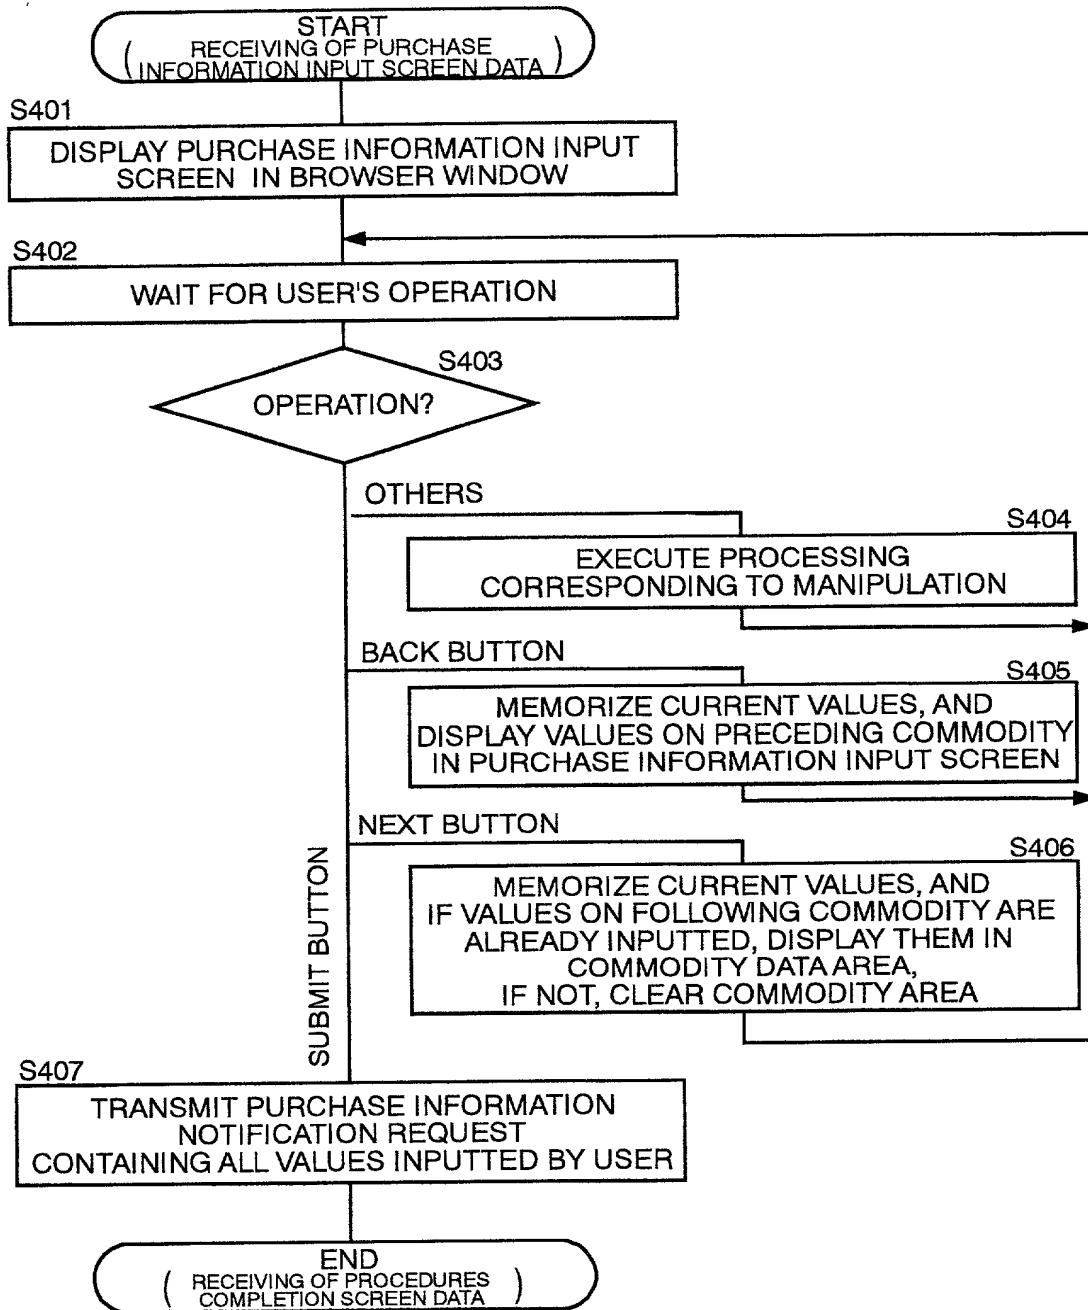 START
( RECEIVING OF PURCHASE
INFORMATION INPUT SCREEN DATA )
S401
DISPLAY PURCHASE INFORMATION INPUT
SCREEN IN BROWSER WINDOW
S402
WAIT FOR USER'S OPERATION
S403
OPERATION?
OTHERS
S404
EXECUTE PROCESSING
CORRESPONDING TO MANIPULATION
BACK BUTTON
S405
MEMORIZE CURRENT VALUES, AND
DISPLAY VALUES ON PRECEDING COMMODITY
IN PURCHASE INFORMATION INPUT SCREEN
NEXT BUTTON
S406
MEMORIZE CURRENT VALUES, AND
IF VALUES ON FOLLOWING COMMODITY ARE
ALREADY INPUTTED, DISPLAY THEM IN
COMMODITY DATA AREA,
IF NOT, CLEAR COMMODITY AREA
SUBMIT BUTTON
S407
TRANSMIT PURCHASE INFORMATION
NOTIFICATION REQUEST
CONTAINING ALL VALUES INPUTTED BY USER
END
( RECEIVING OF PROCEDURES
COMPLETION SCREEN DATA )